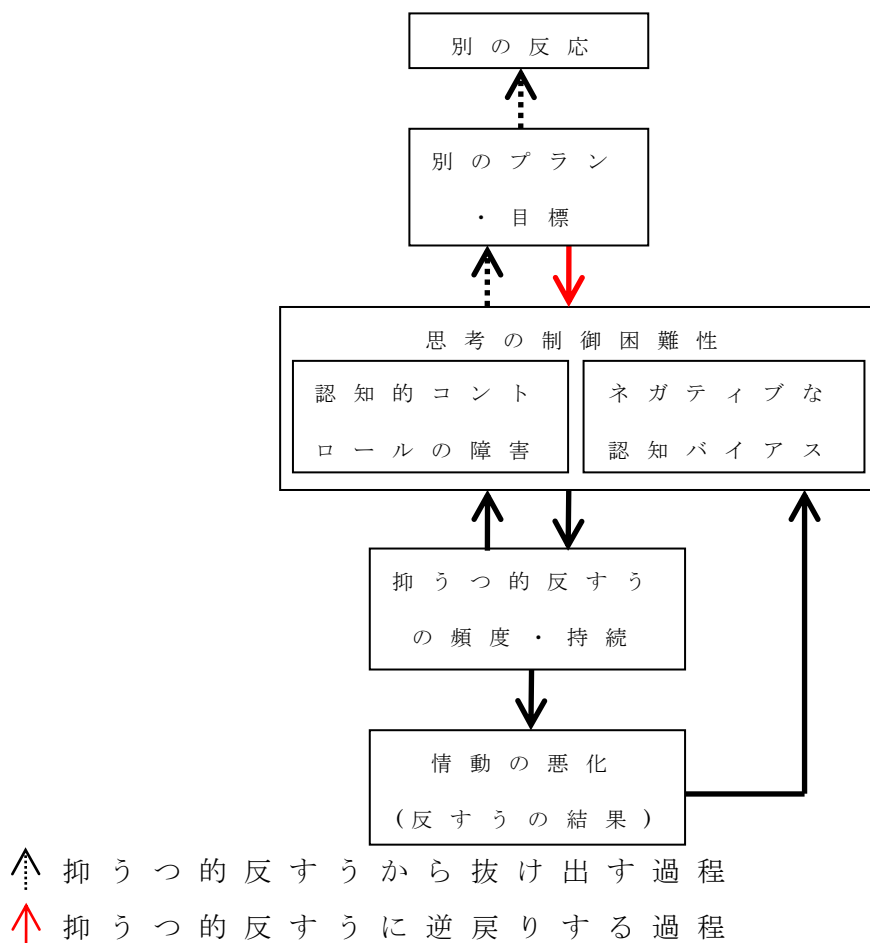 別の反応
別のプラン
・目標
思考の制御困難性
認知的コント
ロールの障害
ネガティブな
認知バイアス
抑うつ的反すう
の頻度・持続
情動の悪化
(反すうの結果)
抑うつ的反すうから抜け出す過程
抑うつ的反すうに逆戻りする過程